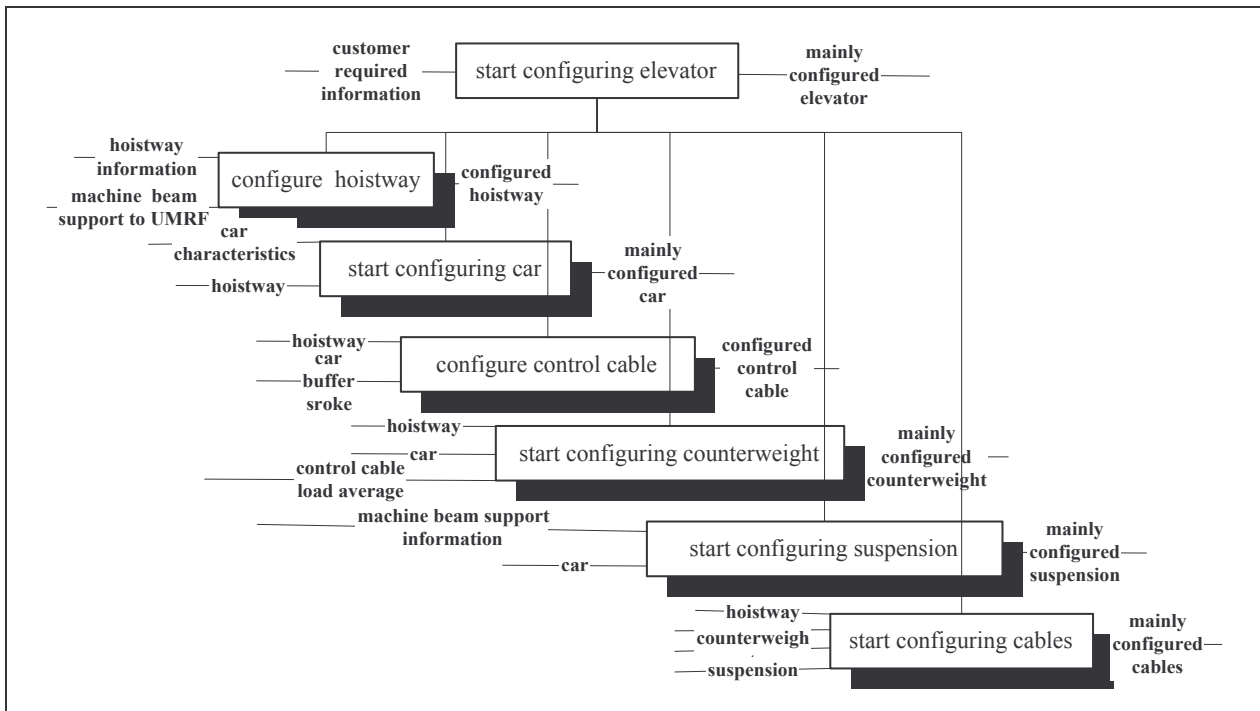 customer
required
information
start configuring elevator
mainly
configured
elevator
hoistway
information
machine beam
support to UMRF
configure hoistway
configured
hoistway
car
characteristics
hoistway
start configuring car
mainly
configured
car
hoistway
car
buffer
sroke
configure control cable
configured
control
cable
hoistway
car
control cable
load average
start configuring counterweight
mainly
configured
counterweight
machine beam support
information
car
start configuring suspension
mainly
configured
suspension
hoistway
counterweigh
suspension
start configuring cables
mainly
configured
cables